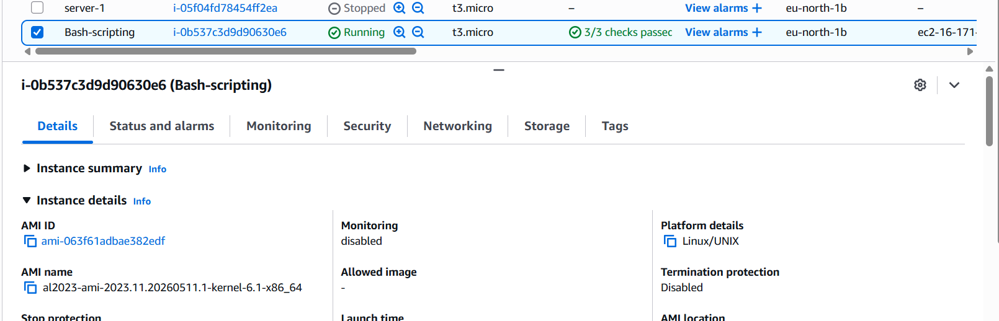 server-1 i-05f04fd78454ff2ea Stopped t3.micro – View alarms + eu-north-1b –
Bash-scripting i-0b537c3d9d90630e6 Running t3.micro 3/3 checks passed View alarms + eu-north-1b ec2-16-171-
i-0b537c3d9d90630e6 (Bash-scripting)
Details Status and alarms Monitoring Security Networking Storage Tags
Instance summary Info
Instance details Info
AMI ID Monitoring Platform details
ami-063f61adbae382edf disabled Linux/UNIX
AMI name Allowed image Termination protection
al2023-ami-2023.11.20260511.1-kernel-6.1-x86_64 - Disabled
Stop protection Launch time AMI location